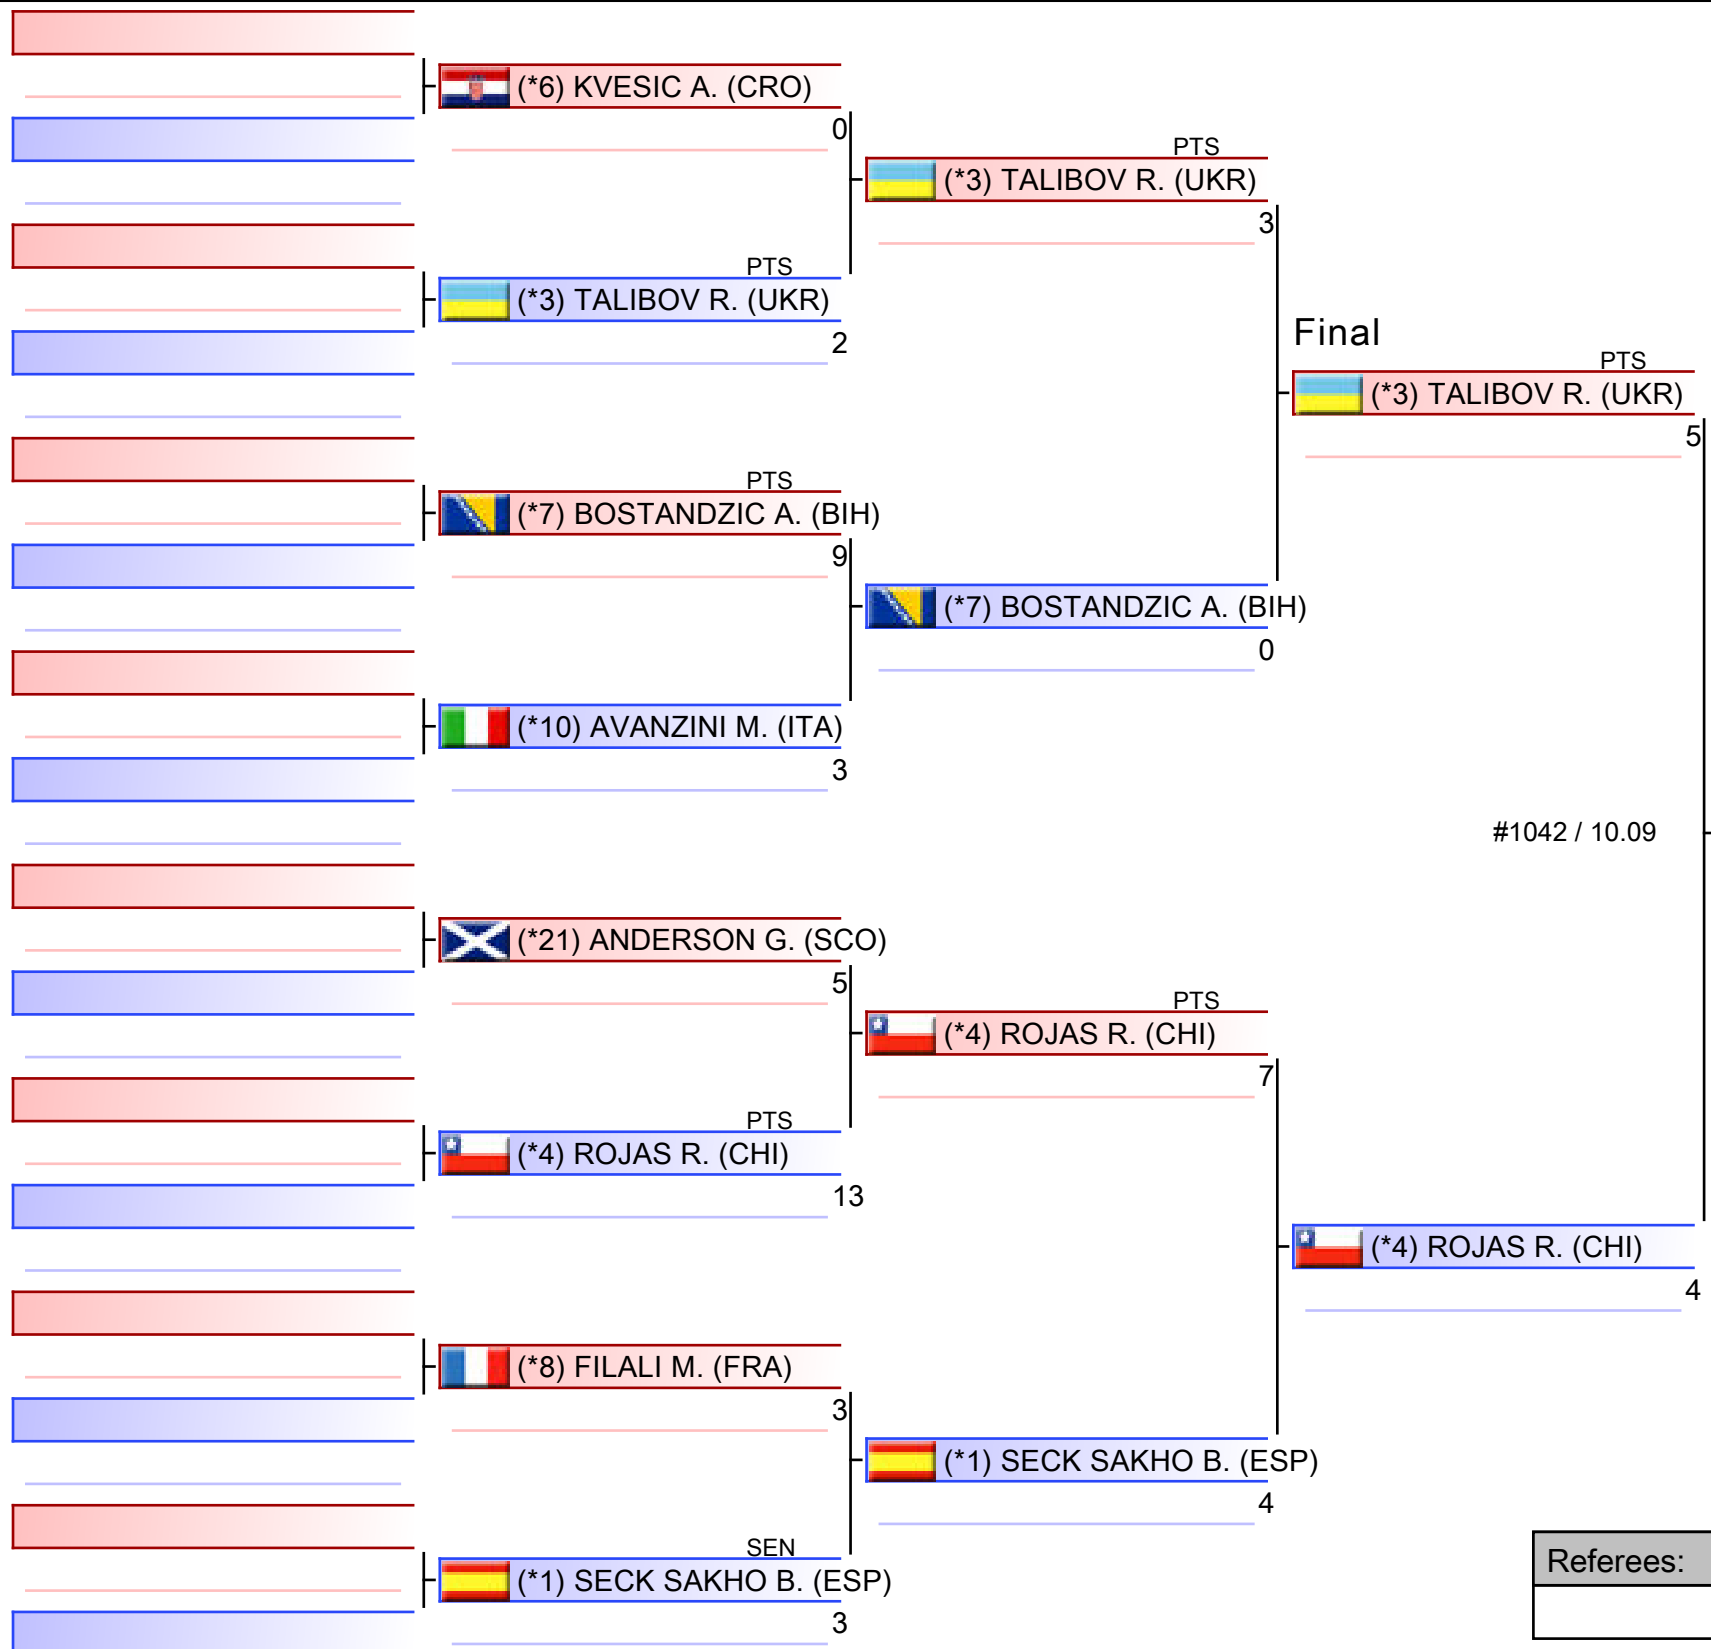 (*6) KVESIC A. (CRO)
0
PTS
(*3) TALIBOV R. (UKR)
2
PTS
(*7) BOSTANDZIC A. (BIH)
9
(*10) AVANZINI M. (ITA)
3
(*21) ANDERSON G. (SCO)
5
PTS
(*4) ROJAS R. (CHI)
13
(*8) FILALI M. (FRA)
3
SEN
(*1) SECK SAKHO B. (ESP)
3
PTS
(*3) TALIBOV R. (UKR)
3
(*7) BOSTANDZIC A. (BIH)
0
PTS
(*4) ROJAS R. (CHI)
7
(*1) SECK SAKHO B. (ESP)
4
Final
PTS
(*3) TALIBOV R. (UKR)
5
#1042 / 10.09
(*4) ROJAS R. (CHI)
4
Referees: